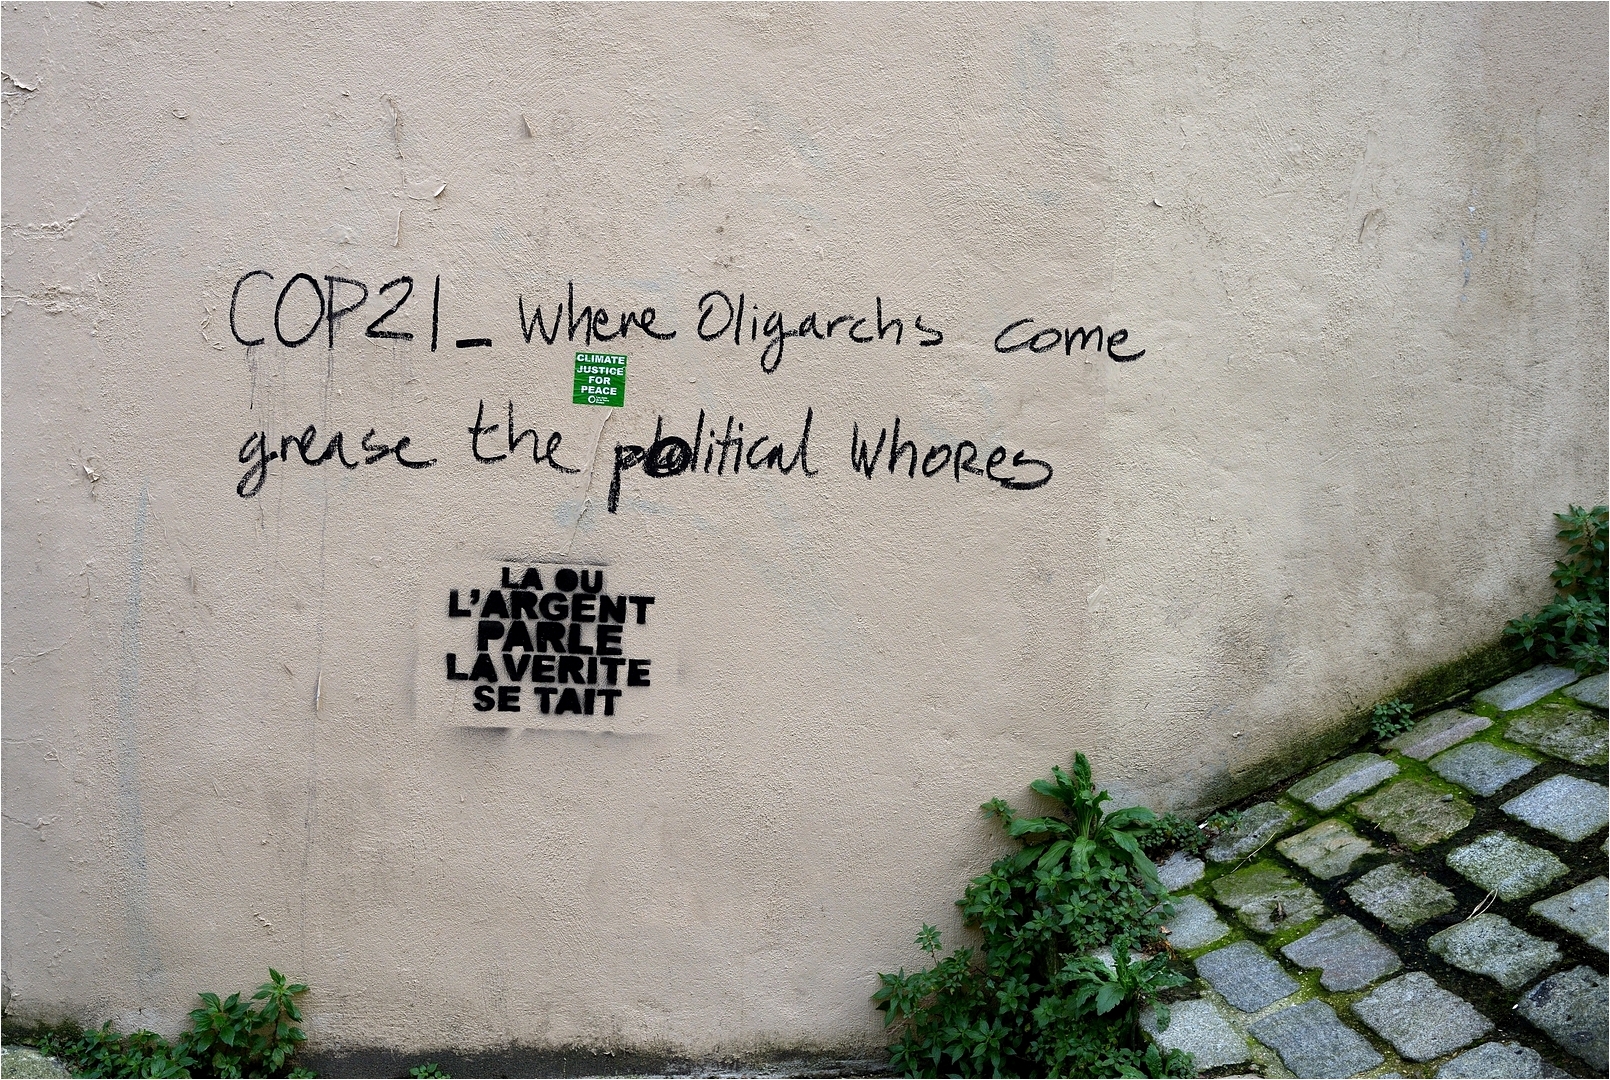 COP21_ where Oligarchs come
CLIMATE
JUSTICE
FOR
PEACE
grease the political WhORes
LA OU
L'ARGENT
PARLE
LA VERITE
SE TAIT